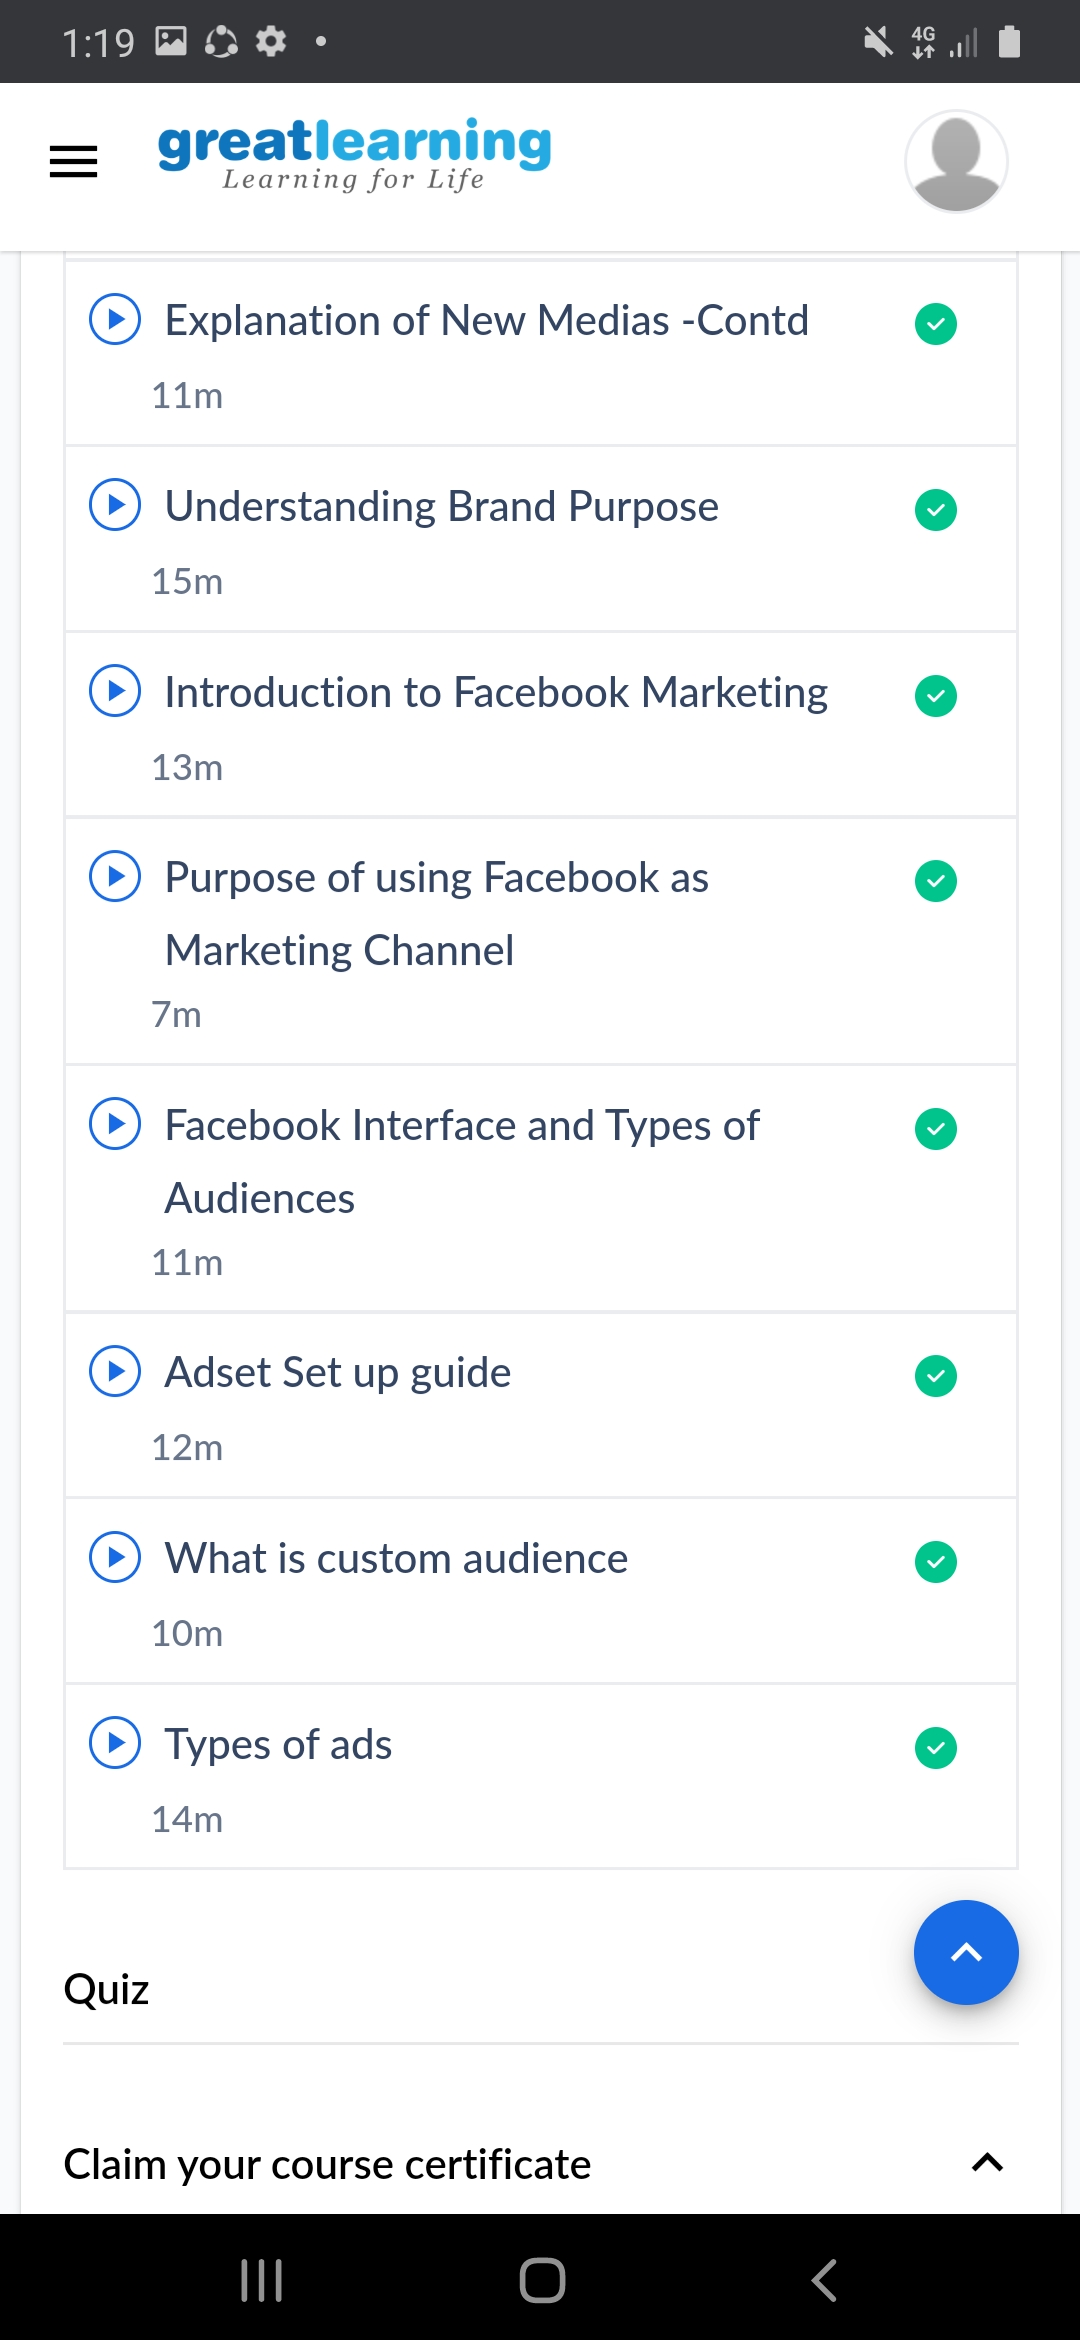 1:19
4G
greatlearning
Learning for Life
Explanation of New Medias -Contd
11m
Understanding Brand Purpose
15m
Introduction to Facebook Marketing
13m
Purpose of using Facebook as
Marketing Channel
7m
Facebook Interface and Types of
Audiences
11m
Adset Set up guide
12m
What is custom audience
10m
Types of ads
14m
Quiz
Claim your course certificate